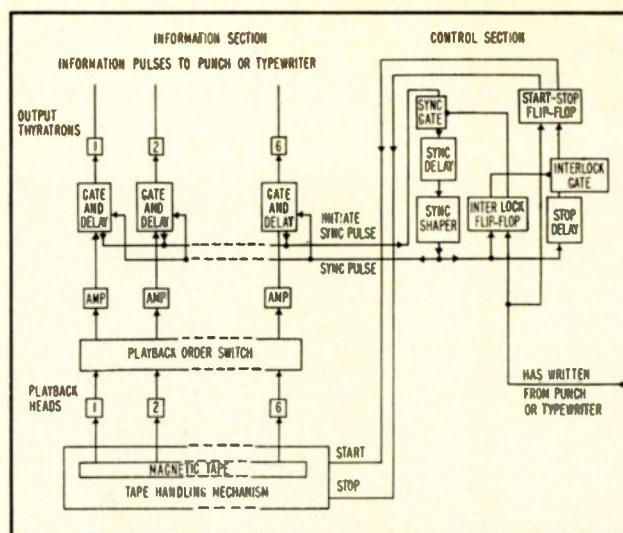 INFORMATION SECTION
CONTROL SECTION
INFORMATION PULSES TO PUNCH OR TYPEWRITER
OUTPUT
THYRATRONS
1
2
6
SYNC
GATE
START-STOP
FLIP-FLOP
SYNC
DELAY
INTERLOCK
GATE
GATE
AND
DELAY
GATE
AND
DELAY
GATE
AND
DELAY
INITIATE
SYNC PULSE
SYNC
SHAPER
INTERLOCK
FLIP-FLOP
STOP
DELAY
SYNC PULSE
AMP
AMP
AMP
PLAYBACK ORDER SWITCH
HAS WRITTEN
FROM PUNCH
OR TYPEWRITER
PLAYBACK
HEADS
1
2
6
START
MAGNETIC TAPE
STOP
TAPE HANDLING MECHANISM